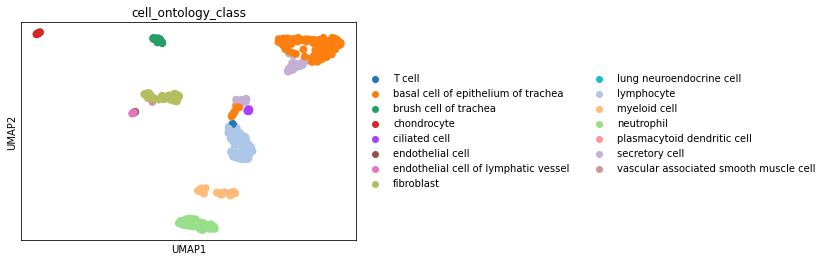 cell_ontology_class
UMAP2
UMAP1
T cell
basal cell of epithelium of trachea
brush cell of trachea
chondrocyte
ciliated cell
endothelial cell
endothelial cell of lymphatic vessel
fibroblast
lung neuroendocrine cell
lymphocyte
myeloid cell
neutrophil
plasmacytoid dendritic cell
secretory cell
vascular associated smooth muscle cell